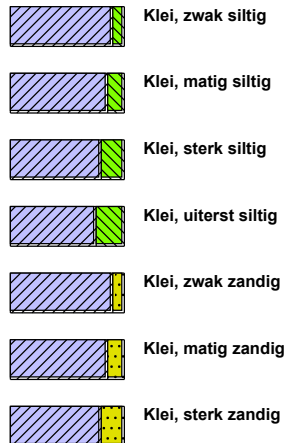 Klei, zwak siltig
Klei, matig siltig
Klei, sterk siltig
Klei, uiterst siltig
Klei, zwak zandig
Klei, matig zandig
Klei, sterk zandig